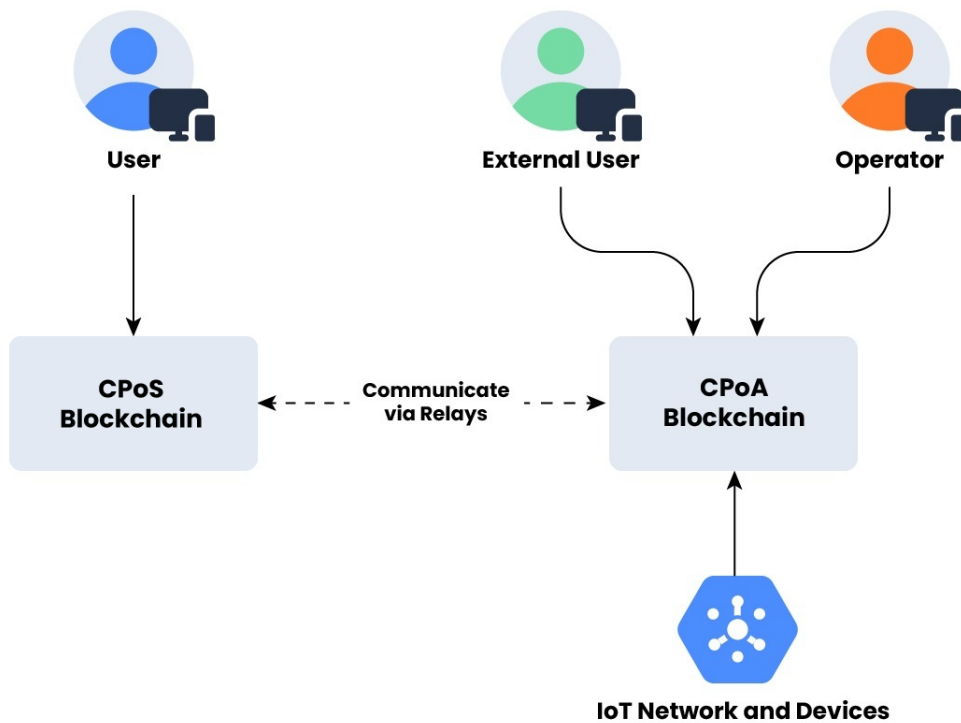 User
External User
Operator
CPoS
Blockchain
Communicate
via Relays
CPoA
Blockchain
IoT Network and Devices